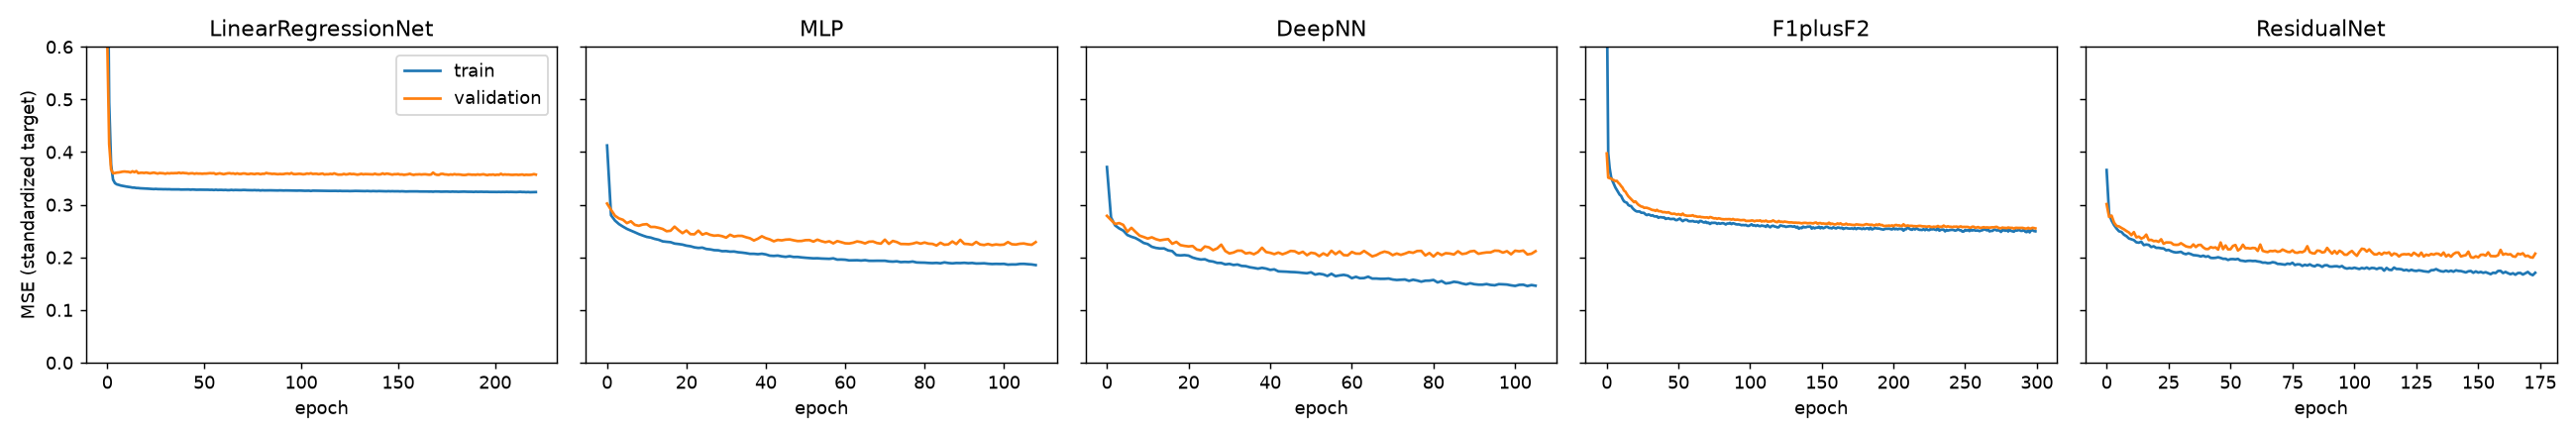 LinearRegressionNet
MLP
DeepNN
F1plusF2
ResidualNet
train
validation
MSE (standardized target)
0.6
0.5
0.4
0.3
0.2
0.1
0.0
0 50 100 150 200
0 20 40 60 80 100
0 20 40 60 80 100
0 50 100 150 200 250 300
0 25 50 75 100 125 150 175
epoch
epoch
epoch
epoch
epoch